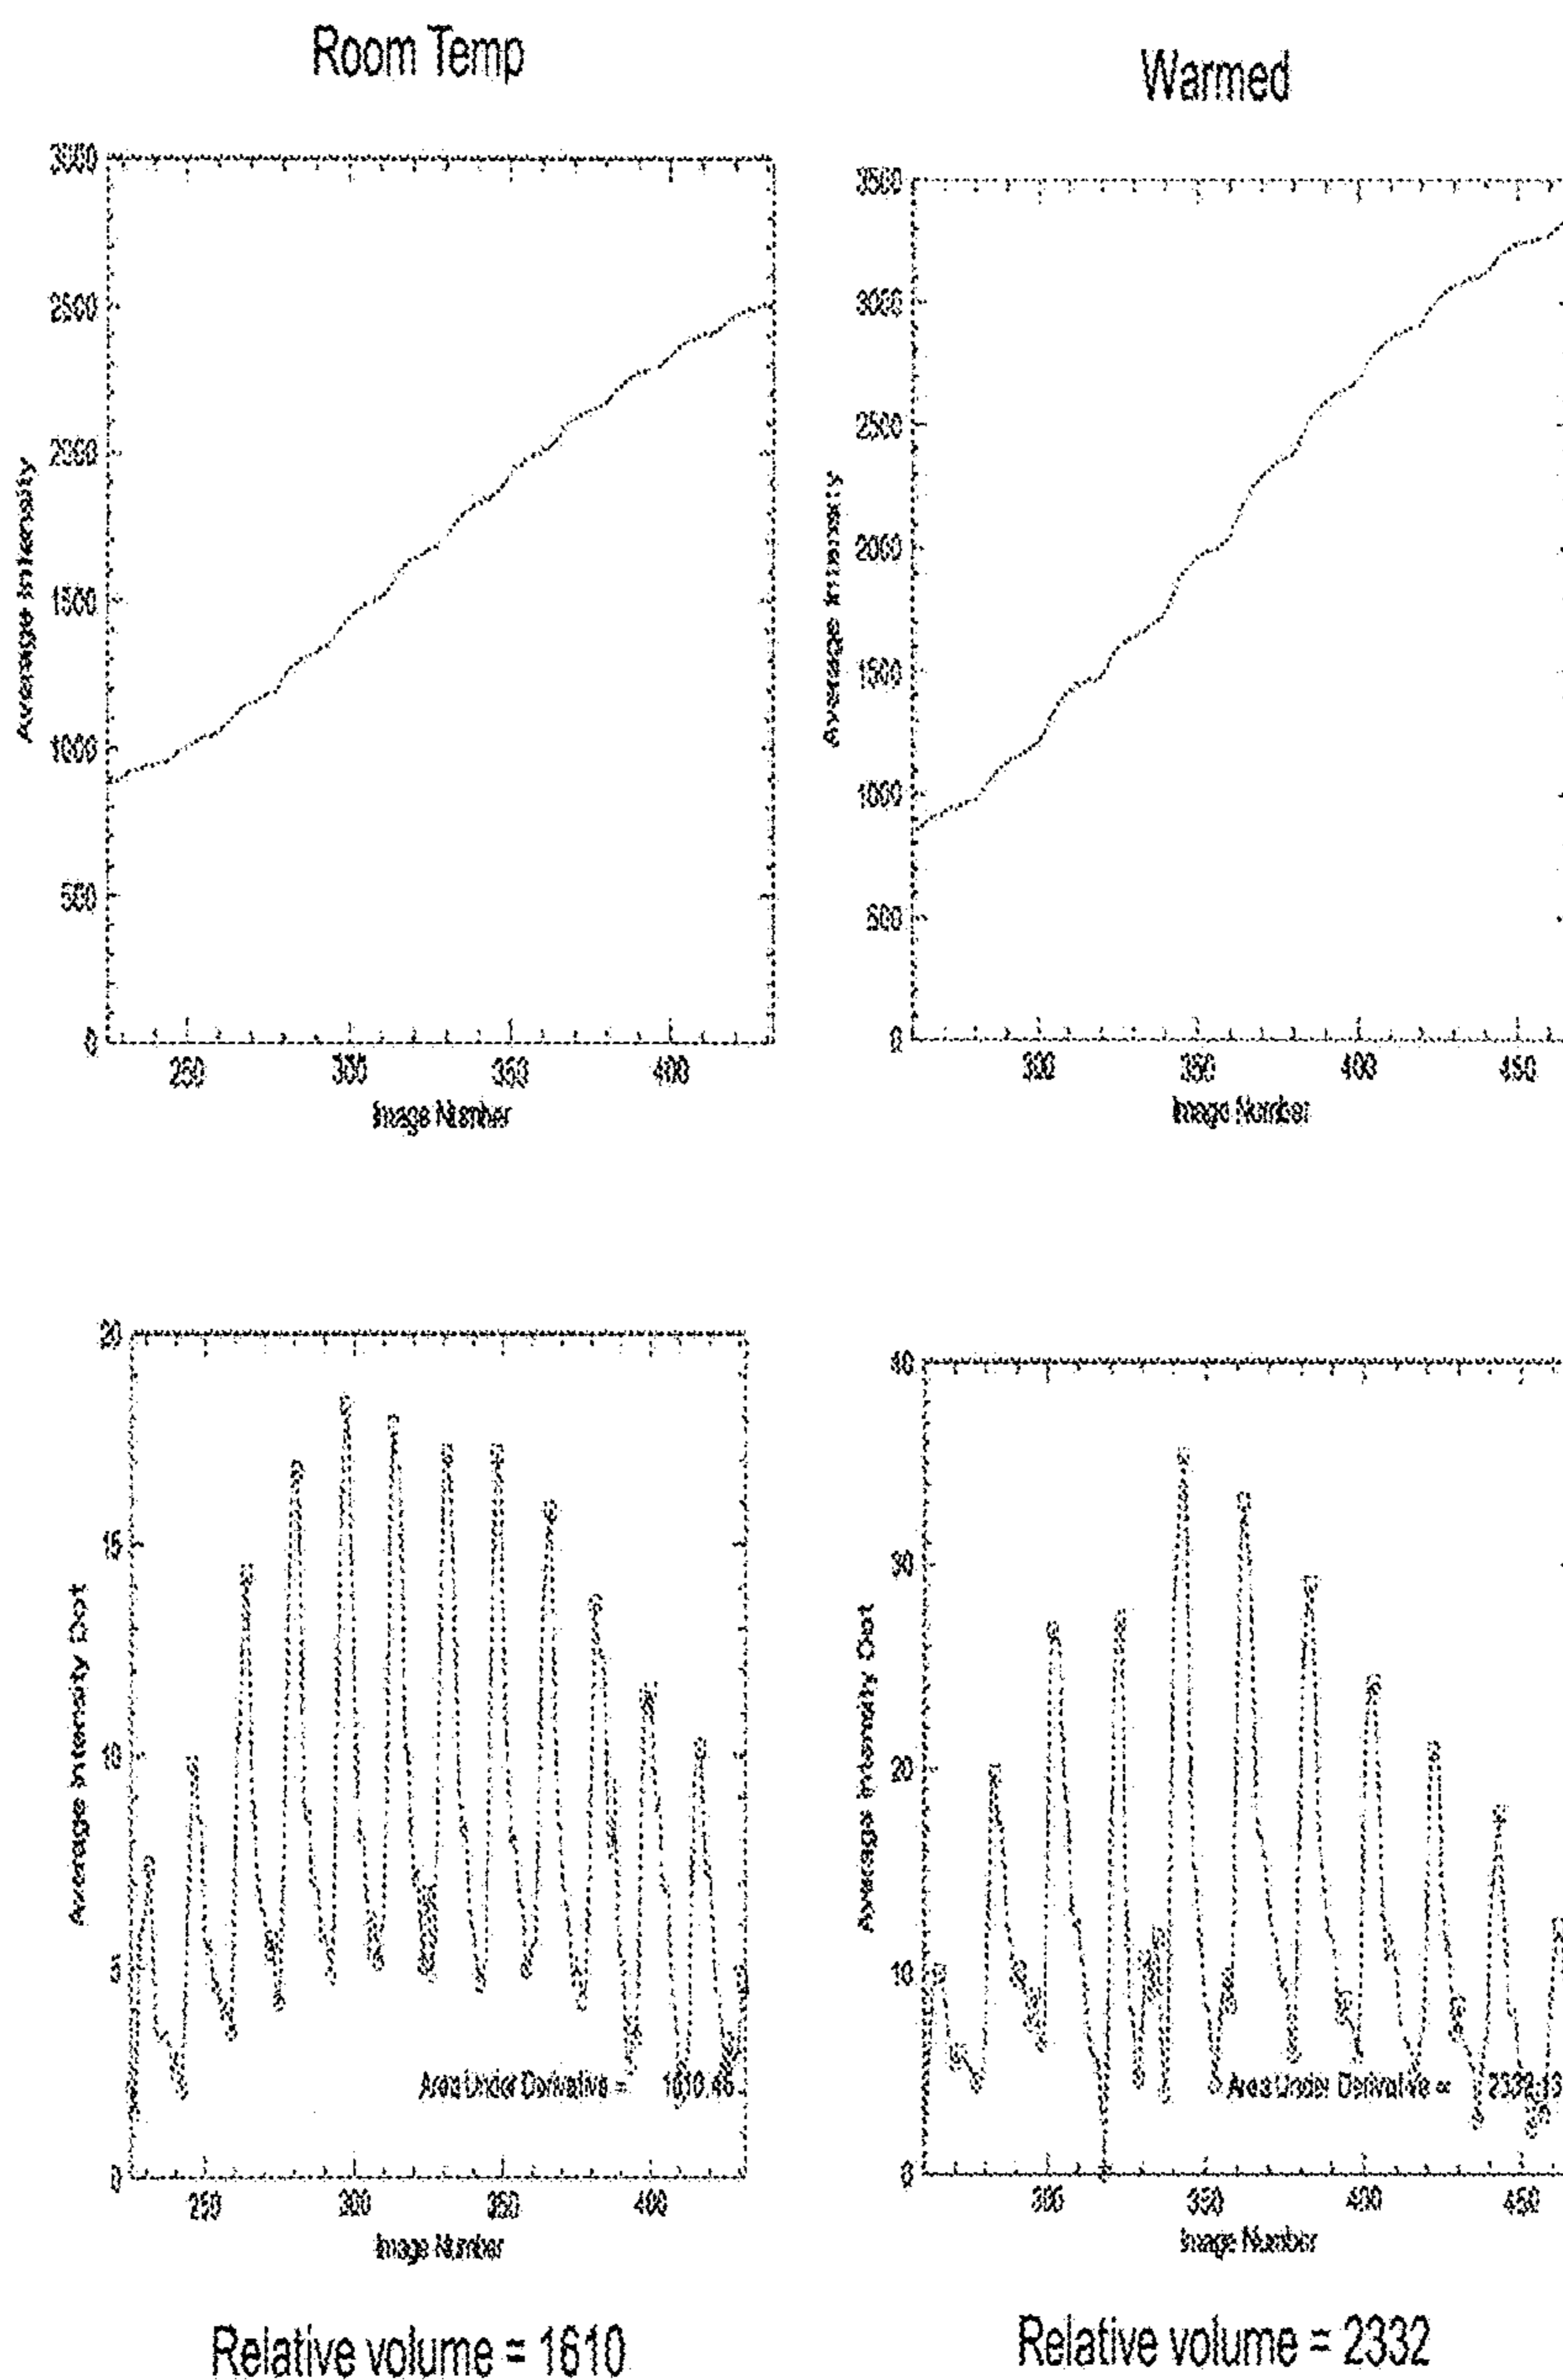 Room Temp
Warmed
3000
2500
2000
1500
1000
500
0
Average Intensity
250
300
350
400
Image Number
3500
3000
2500
2000
1500
1000
500
0
Average Intensity
300
350
400
450
Image Number
Average Intensity Dot
5
0
250
300
350
400
Image Number
Area Under Derivative = 1610.46
40
30
20
10
0
Average Intensity Dot
300
350
400
450
Image Number
Area Under Derivative =
Relative volume = 1610
Relative volume = 2332